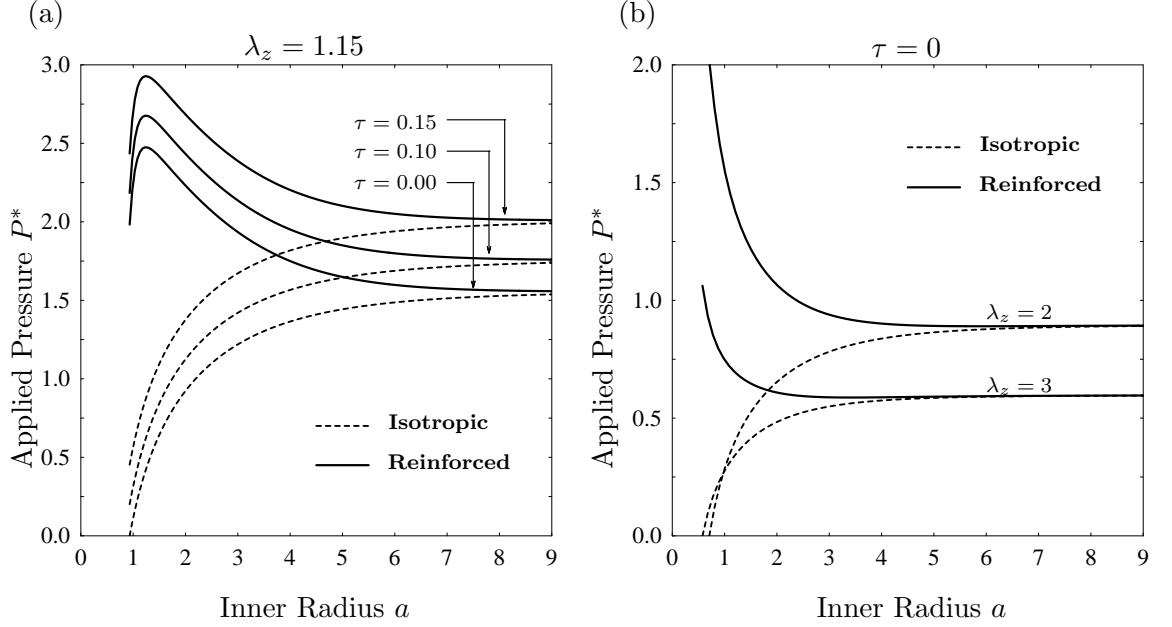 (a)
λ_z = 1.15
3.0
2.5
2.0
1.5
1.0
0.5
0.0
Applied Pressure P*
τ = 0.15
τ = 0.10
τ = 0.00
Isotropic
Reinforced
0 1 2 3 4 5 6 7 8 9
Inner Radius a
(b)
τ = 0
2.0
1.5
1.0
0.5
0.0
Applied Pressure P*
Isotropic
Reinforced
λ_z = 2
λ_z = 3
0 1 2 3 4 5 6 7 8 9
Inner Radius a